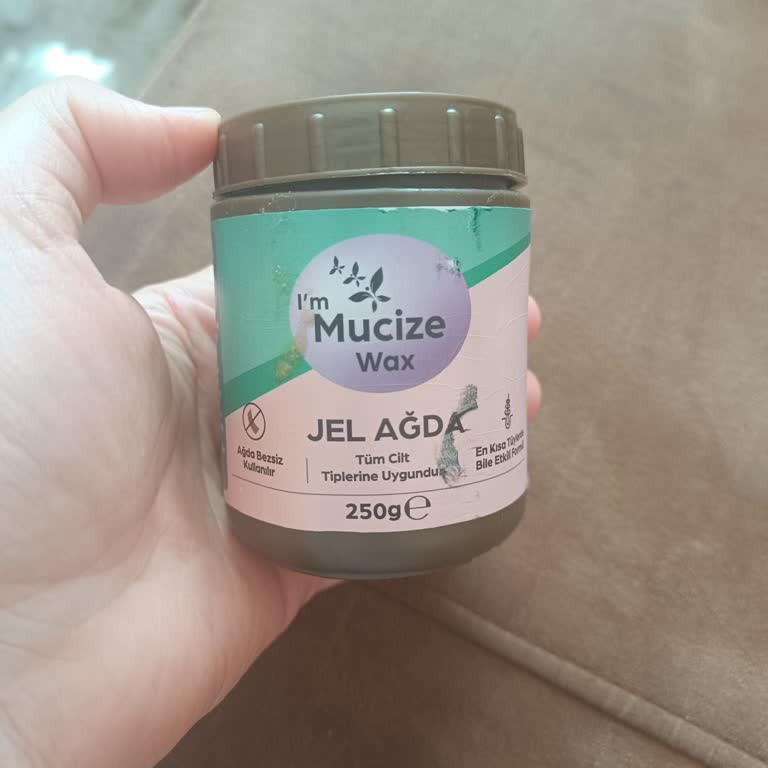 I'm
Mucize
Wax
JEL AĞDA
Ağda Bezsiz
Kullanılır
Tüm Cilt
Tiplerine Uygundur
En Kısa Tüylerde
Bile Etkili Formül
250g℮